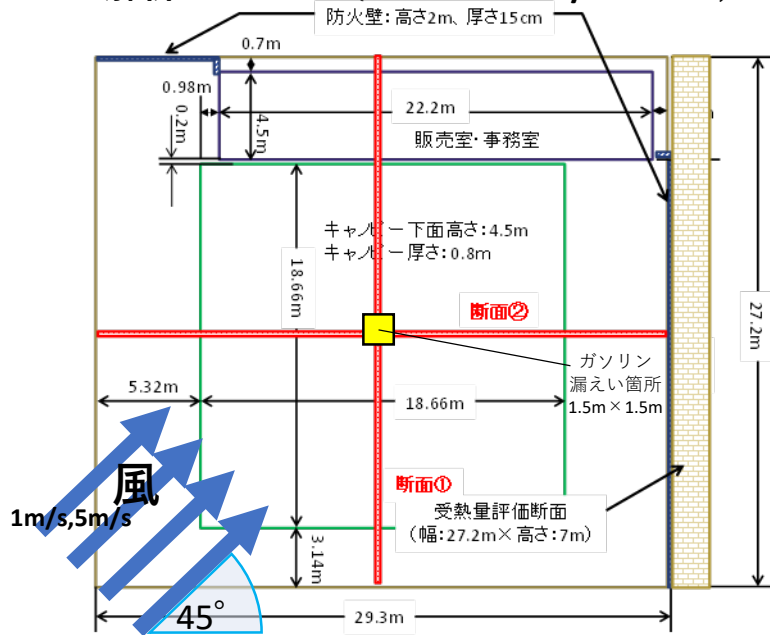 防火壁：高さ2m、厚さ15cm
0.7m
0.98m
22.2m
0.2m
4.5m
販売室・事務室
キャノピー下面高さ：4.5m
キャノピー厚さ：0.8m
18.66m
断面②
27.2m
ガソリン
漏えい箇所
1.5m×1.5m
5.32m
18.66m
風
1m/s,5m/s
断面①
受熱量評価断面
（幅：27.2m×高さ：7m）
3.14m
45°
29.3m